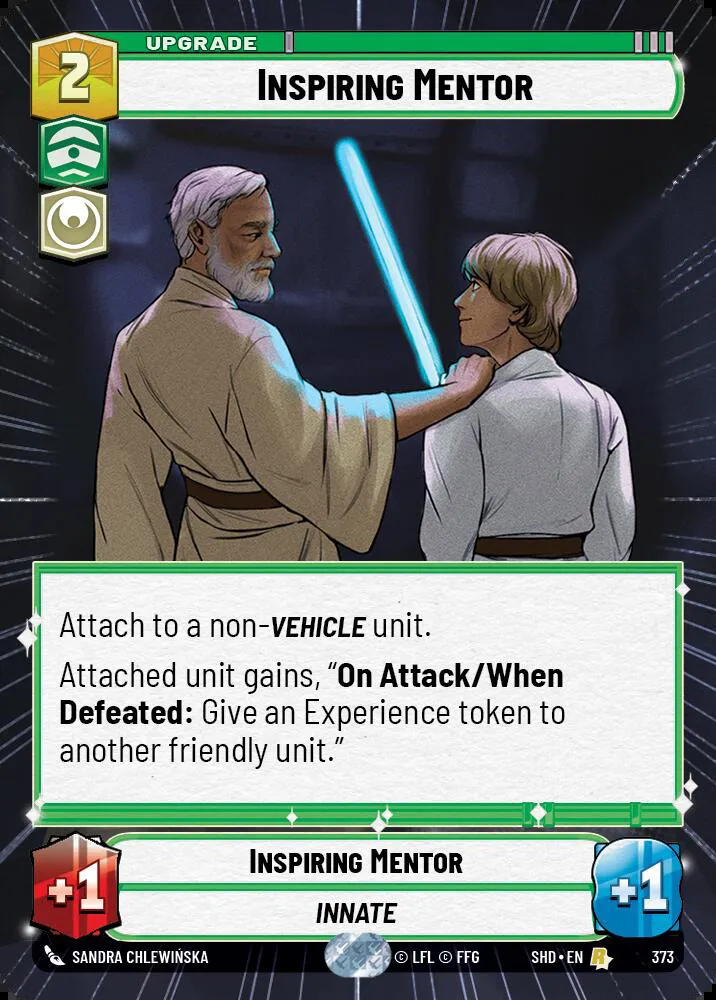 UPGRADE
2
INSPIRING MENTOR
Attach to a non-VEHICLE unit.
Attached unit gains, “On Attack/When
Defeated: Give an Experience token to
another friendly unit.”
INSPIRING MENTOR
+1
+1
INNATE
SANDRA CHLEWIŃSKA
© LFL © FFG
SHD • EN
R
373